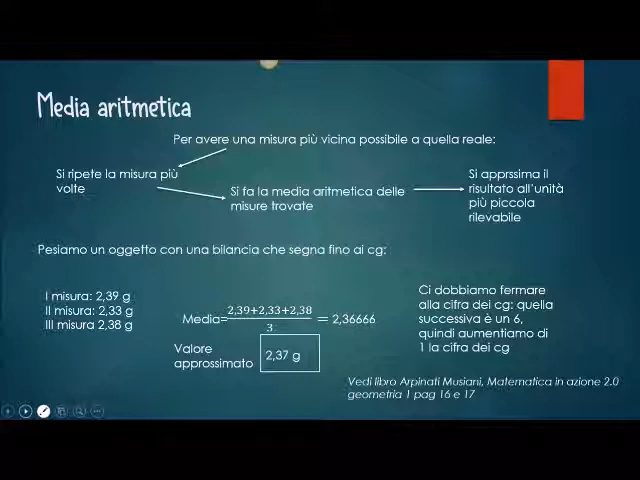 Media aritmetica
Per avere una misura più vicina possibile a quella reale:
Si ripete la misura più
volte
Si fa la media aritmetica delle
misure trovate
Si apprssima il
risultato all'unità
più piccola
rilevabile
Pesiamo un oggetto con una bilancia che segna fino ai cg:
I misura: 2,39 g
II misura: 2,33 g
III misura 2,38 g
Media=2,39+2,33+2,38/3=2,36666
Valore
approssimato
2,37 g
Ci dobbiamo fermare
alla cifra dei cg: quella
successiva è un 6,
quindi aumentiamo di
1 la cifra dei cg
Vedi libro Arpinati Musiani, Matematica in azione 2.0
geometria 1 pag 16 e 17